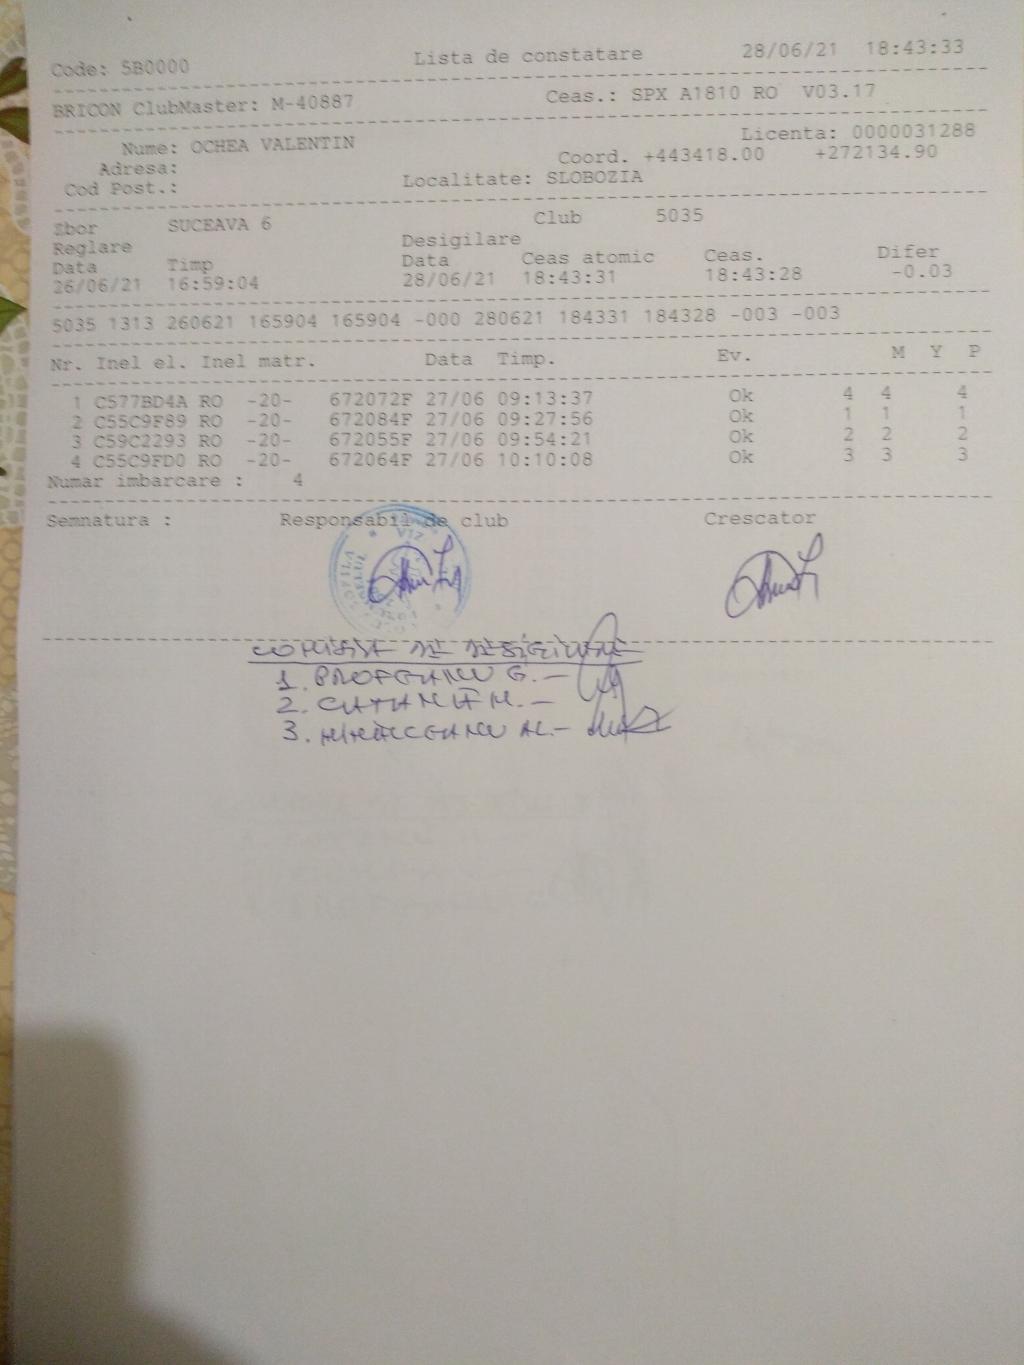 Code: 5B0000 Lista de constatare 28/06/21 18:43:33
BRICON ClubMaster: M-40887 Ceas.: SPX A1810 RO V03.17
Nume: OCHEA VALENTIN Licenta: 0000031288
Adresa: Coord. +443418.00 +272134.90
Cod Post.: Localitate: SLOBOZIA
Zbor SUCEAVA 6 Club 5035
Reglare Desigilare
Data Timp Data Ceas atomic Ceas. Difer
26/06/21 16:59:04 28/06/21 18:43:31 18:43:28 -0.03
5035 1313 260621 165904 165904 -000 280621 184331 184328 -003 -003
Nr. Inel el. Inel matr. Data Timp. Ev. M Y P
1 C577BD4A RO -20- 672072F 27/06 09:13:37 Ok 4 4 4
2 C55C9F89 RO -20- 672084F 27/06 09:27:56 Ok 1 1 1
3 C59C2293 RO -20- 672055F 27/06 09:54:21 Ok 2 2 2
4 C55C9FD0 RO -20- 672064F 27/06 10:10:08 Ok 3 3 3
Numar imbarcare : 4
Semnatura : Responsabil de club Crescator
1.
2.
3.